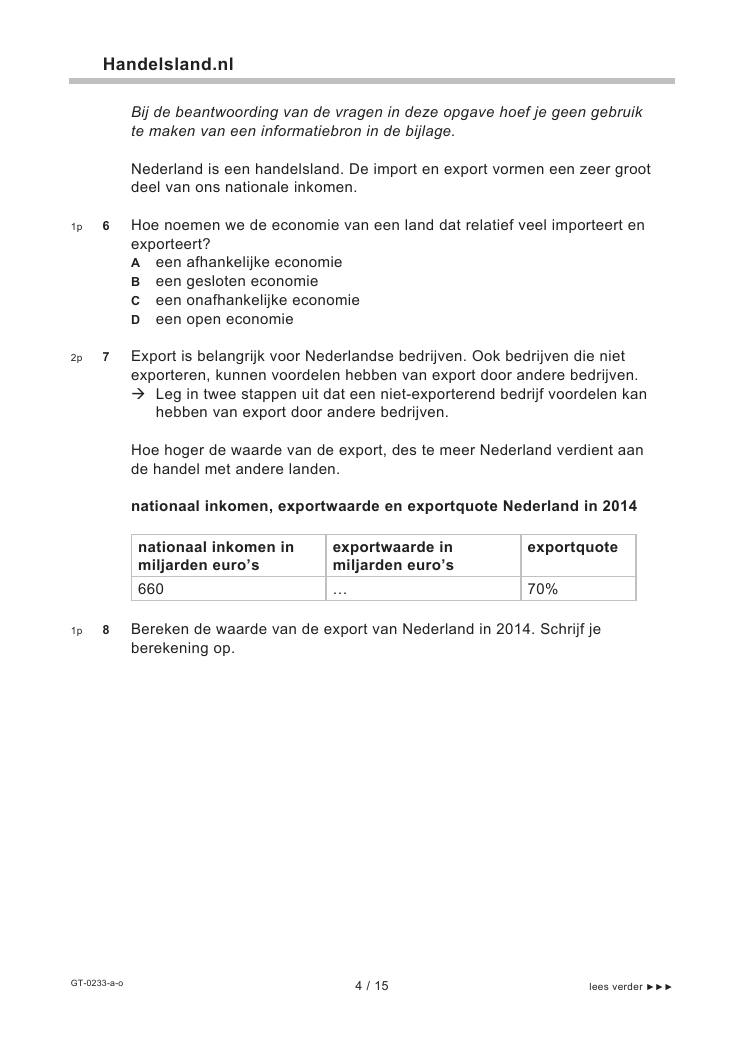 Handelsland.nl
Bij de beantwoording van de vragen in deze opgave hoef je geen gebruik
te maken van een informatiebron in de bijlage.
Nederland is een handelsland. De import en export vormen een zeer groot
deel van ons nationale inkomen.
1p 6 Hoe noemen we de economie van een land dat relatief veel importeert en
exporteert?
A een afhankelijke economie
B een gesloten economie
C een onafhankelijke economie
D een open economie
2p 7 Export is belangrijk voor Nederlandse bedrijven. Ook bedrijven die niet
exporteren, kunnen voordelen hebben van export door andere bedrijven.
→ Leg in twee stappen uit dat een niet-exporterend bedrijf voordelen kan
hebben van export door andere bedrijven.
Hoe hoger de waarde van de export, des te meer Nederland verdient aan
de handel met andere landen.
nationaal inkomen, exportwaarde en exportquote Nederland in 2014
nationaal inkomen in exportwaarde in exportquote
miljarden euro’s miljarden euro’s
660 … 70%
1p 8 Bereken de waarde van de export van Nederland in 2014. Schrijf je
berekening op.
GT-0233-a-o 4 / 15 lees verder ►►►